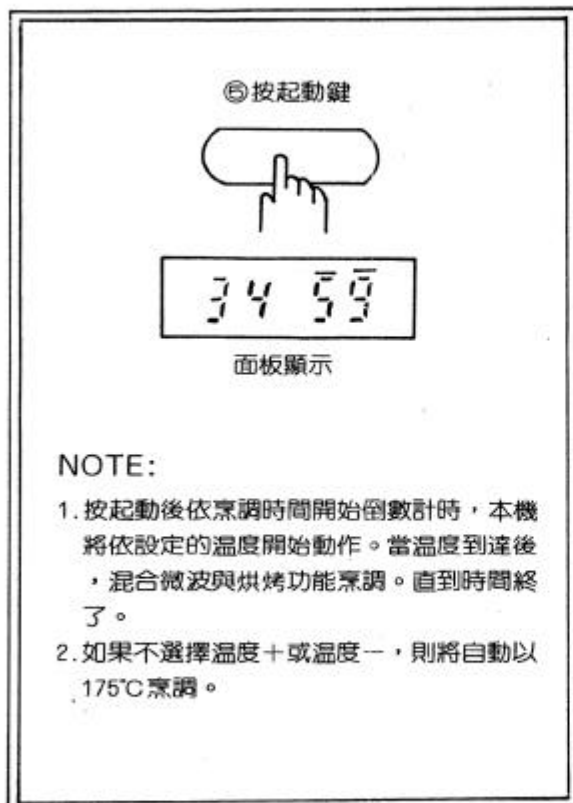 ⑤按起動鍵
34 59
面板顯示
NOTE:
1.按起動後依烹調時間開始倒數計時，本機
將依設定的溫度開始動作。當溫度到達後
，混合微波與烘烤功能烹調。直到時間終
了。
2.如果不選擇溫度＋或溫度－，則將自動以
175℃烹調。